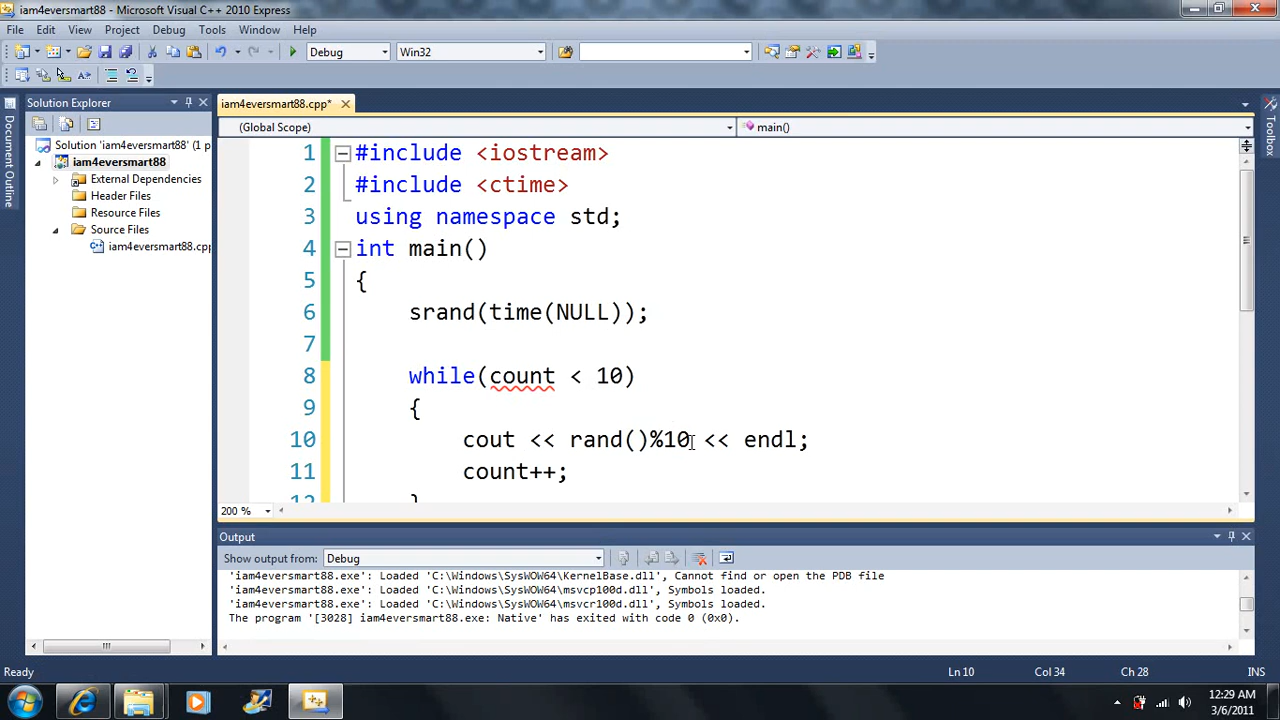 iam4eversmart88 - Microsoft Visual C++ 2010 Express
File Edit View Project Debug Tools Window Help
Debug Win32
Solution Explorer
Solution 'iam4eversmart88' (1 p
iam4eversmart88
External Dependencies
Header Files
Resource Files
Source Files
iam4eversmart88.cpp
Document Outline
iam4eversmart88.cpp*
(Global Scope) main()
1 #include <iostream>
2 #include <ctime>
3 using namespace std;
4 int main()
5 {
6 srand(time(NULL));
7
8 while(count < 10)
9 {
10 cout << rand()%10 << endl;
11 count++;
12 }
200 %
Toolbox
Output
Show output from: Debug
'iam4eversmart88.exe': Loaded 'C:\Windows\SysWOW64\KernelBase.dll', Cannot find or open the PDB file
'iam4eversmart88.exe': Loaded 'C:\Windows\SysWOW64\msvcp100d.dll', Symbols loaded.
'iam4eversmart88.exe': Loaded 'C:\Windows\SysWOW64\msvcr100d.dll', Symbols loaded.
The program '[3028] iam4eversmart88.exe: Native' has exited with code 0 (0x0).
Ready Ln 10 Col 34 Ch 28 INS
12:29 AM
3/6/2011